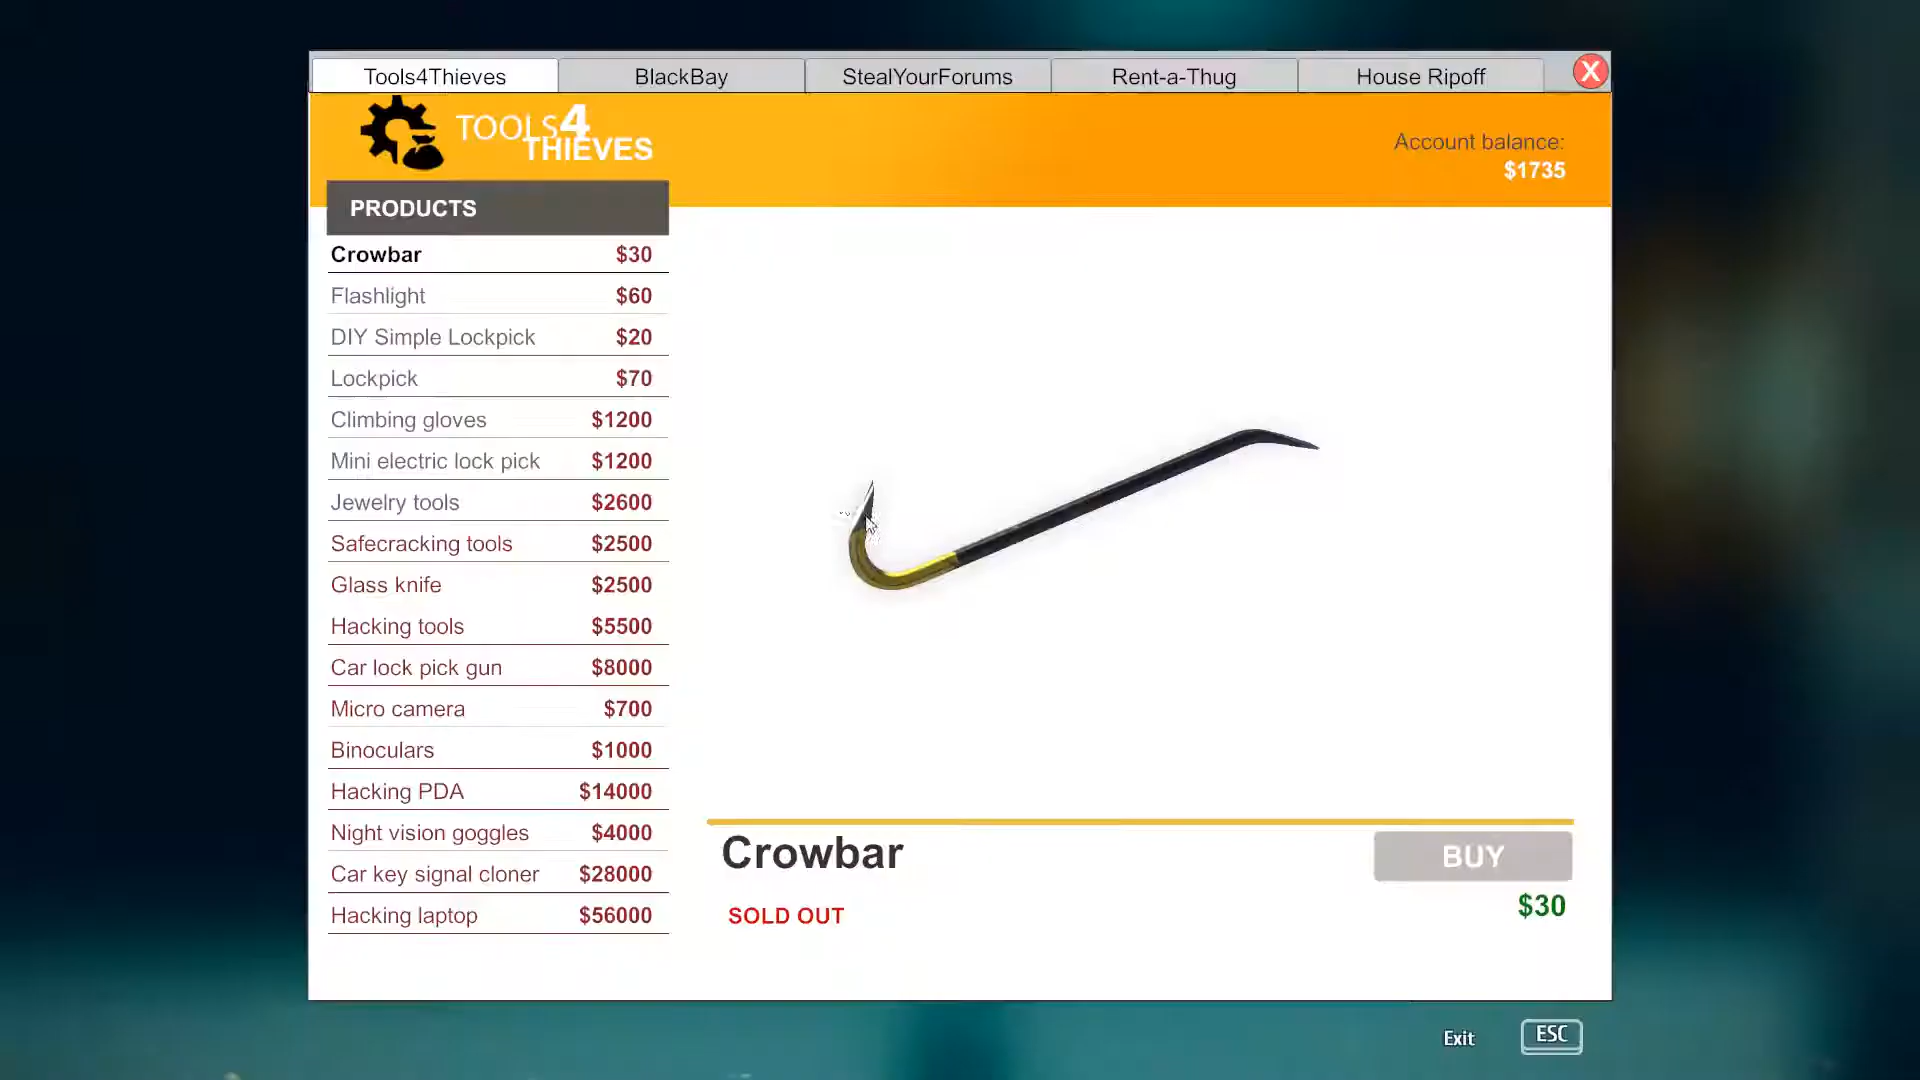 Tools4Thieves BlackBay StealYourForums Rent-a-Thug House Ripoff X
TOOLS4
THIEVES
Account balance:
$1735
PRODUCTS
Crowbar $30
Flashlight $60
DIY Simple Lockpick $20
Lockpick $70
Climbing gloves $1200
Mini electric lock pick $1200
Jewelry tools $2600
Safecracking tools $2500
Glass knife $2500
Hacking tools $5500
Car lock pick gun $8000
Micro camera $700
Binoculars $1000
Hacking PDA $14000
Night vision goggles $4000
Car key signal cloner $28000
Hacking laptop $56000
Crowbar
BUY
SOLD OUT
$30
Exit ESC